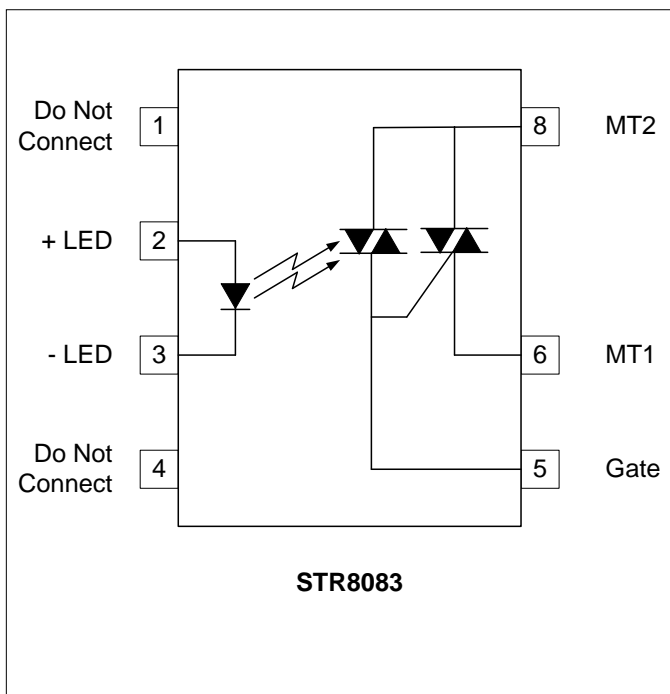 Do Not
Connect
1
8
MT2
+ LED
2
- LED
3
6
MT1
Do Not
Connect
4
5
Gate
STR8083